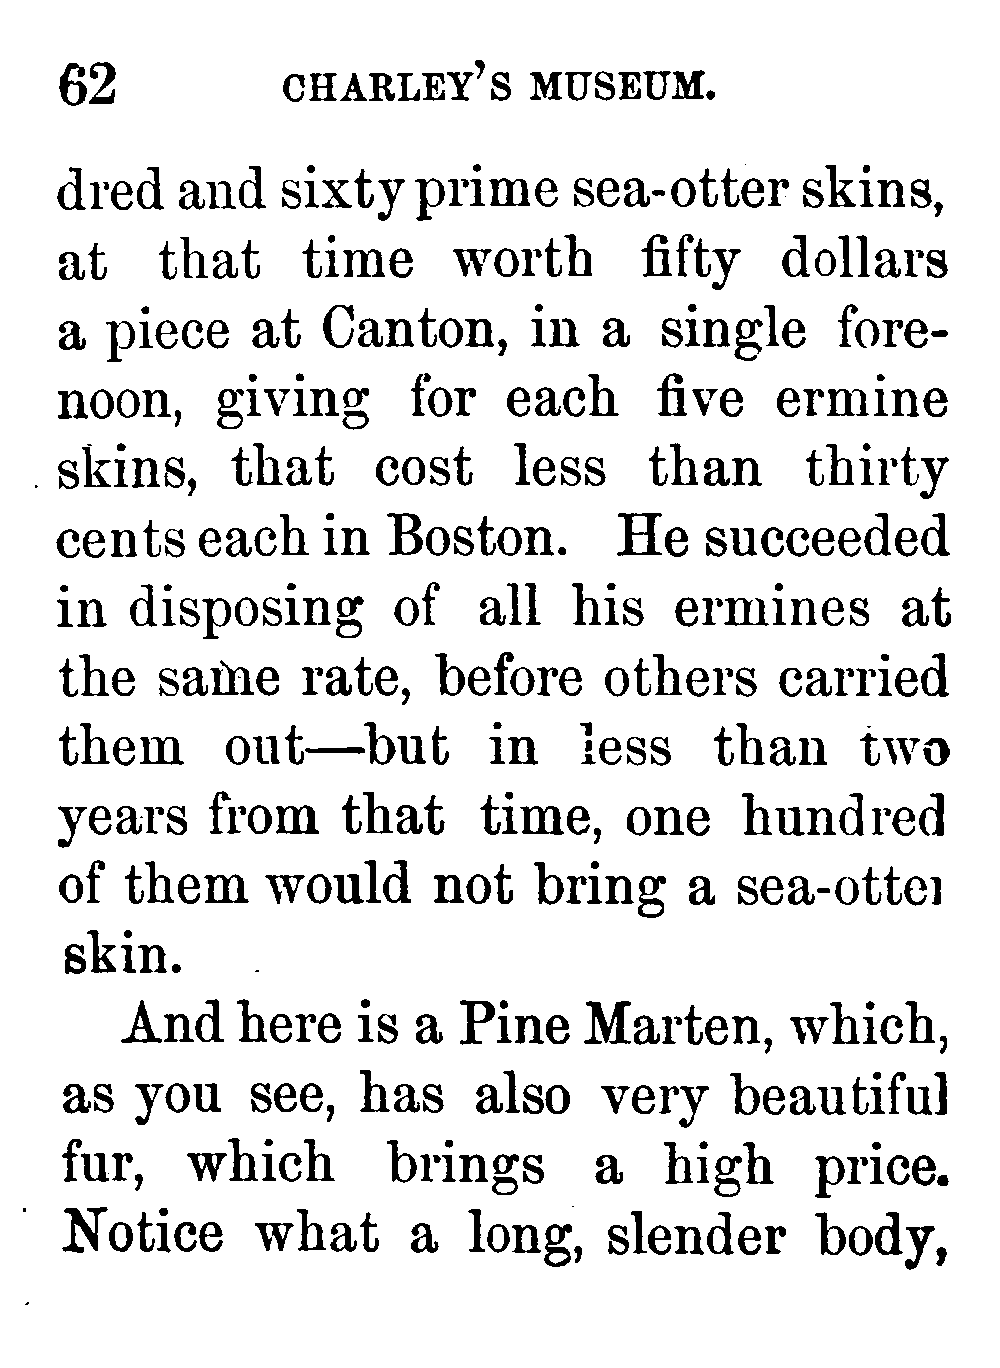 62 CHARLEY'S MUSEUM.
dred and sixty prime sea-otter skins,
at that time worth fifty dollars
a piece at Canton, in a single fore-
noon, giving for each five ermine
skins, that cost less than thirty
cents each in Boston. He succeeded
in disposing of all his ermines at
the same rate, before others carried
them out—but in less than two
years from that time, one hundred
of them would not bring a sea-otter
skin.
And here is a Pine Marten, which,
as you see, has also very beautiful
fur, which brings a high price.
Notice what a long, slender body,